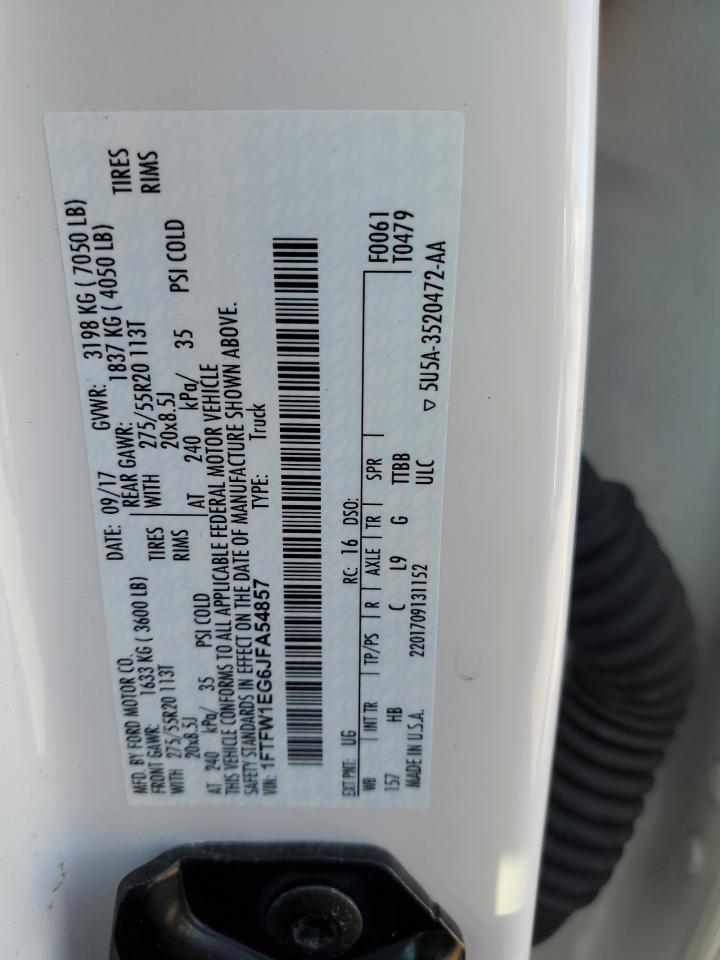 MFD. BY FORD MOTOR CO.
DATE: 09/17 GVWR: 3198 KG ( 7050 LB)
FRONT GAWR: 1633 KG ( 3600 LB) REAR GAWR: 1837 KG ( 4050 LB)
WITH 275/55R20 113T TIRES WITH 275/55R20 113T TIRES
20x8.5J RIMS 20x8.5J RIMS
AT 240 kPa/ 35 PSI COLD AT 240 kPa/ 35 PSI COLD
THIS VEHICLE CONFORMS TO ALL APPLICABLE FEDERAL MOTOR VEHICLE
SAFETY STANDARDS IN EFFECT ON THE DATE OF MANUFACTURE SHOWN ABOVE.
VIN: 1FTFW1EG6JFA54857 TYPE: Truck
EXT PNT: UG RC: 16 DSO: F0061
WB INT TR TP/PS R AXLE TR SPR T0479
157 HB C L9 G TTBB
MADE IN U.S.A. 2201709131152 ULC ▽ 5U5A-3520472-AA